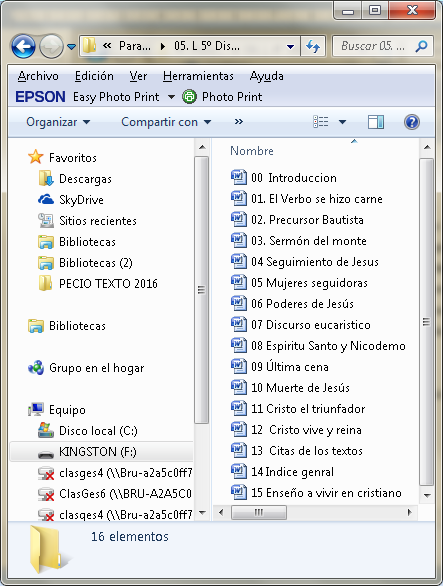 Para... 05. L 5º Dis...
Buscar 05. ...
Archivo Edición Ver Herramientas Ayuda
EPSON Easy Photo Print Photo Print
Organizar Compartir con »
Favoritos
Descargas
SkyDrive
Sitios recientes
Bibliotecas
Bibliotecas (2)
PECIO TEXTO 2016
Bibliotecas
Grupo en el hogar
Equipo
Disco local (C:)
KINGSTON (F:)
clasges4 (\\Bru-a2a5c0ff7
ClasGes6 (\\BRU-A2A5C0
clasges4 (\\Bru-a2a5c0ff7
Nombre
00 Introduccion
01. El Verbo se hizo carne
02. Precursor Bautista
03. Sermón del monte
04 Seguimiento de Jesus
05 Mujeres seguidoras
06 Poderes de Jesús
07 Discurso eucaristico
08 Espiritu Santo y Nicodemo
09 Última cena
10 Muerte de Jesús
11 Cristo el triunfador
12 Cristo vive y reina
13 Citas de los textos
14 Indice genral
15 Enseño a vivir en cristiano
16 elementos